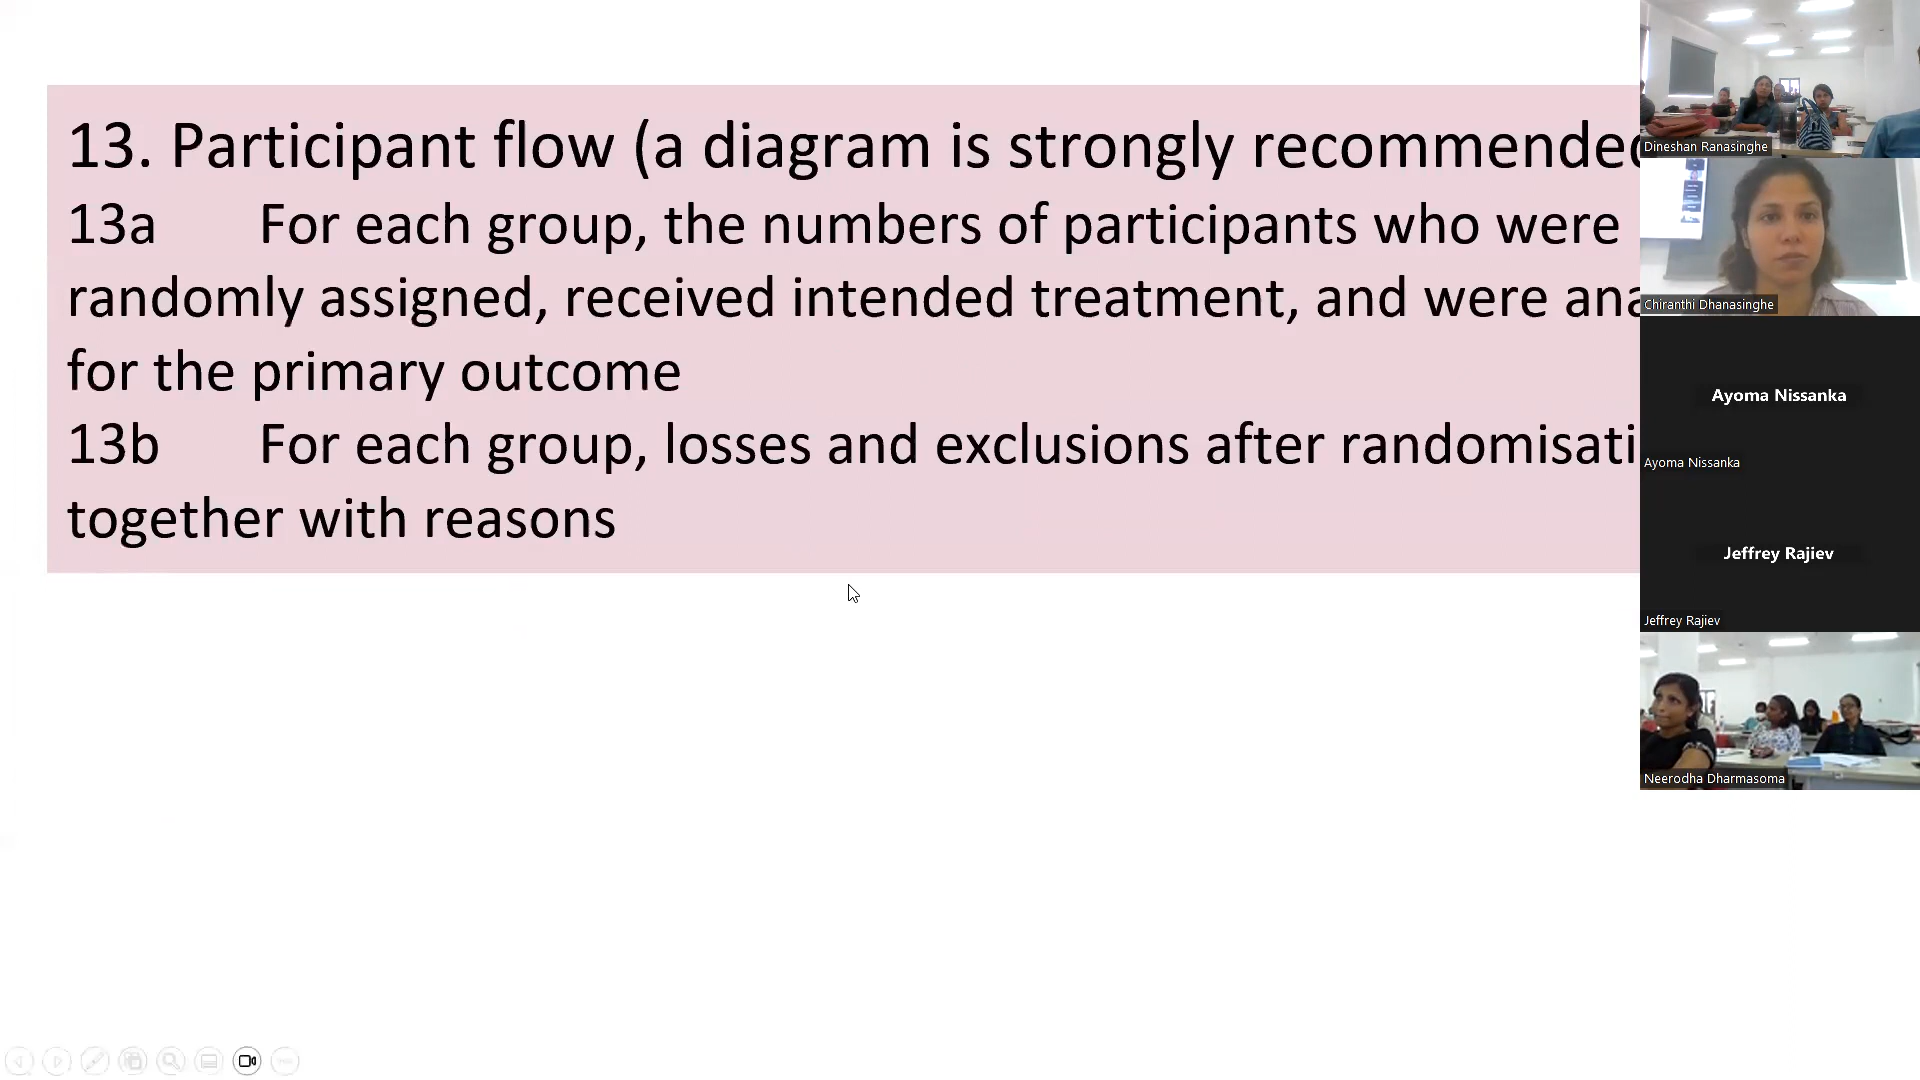 13. Participant flow (a diagram is strongly recommended
13a For each group, the numbers of participants who were
randomly assigned, received intended treatment, and were ana
for the primary outcome
13b For each group, losses and exclusions after randomisati
together with reasons
Dineshan Ranasinghe
Chiranthi Dhanasinghe
Ayoma Nissanka
Ayoma Nissanka
Jeffrey Rajiev
Jeffrey Rajiev
Neerodha Dharmasoma